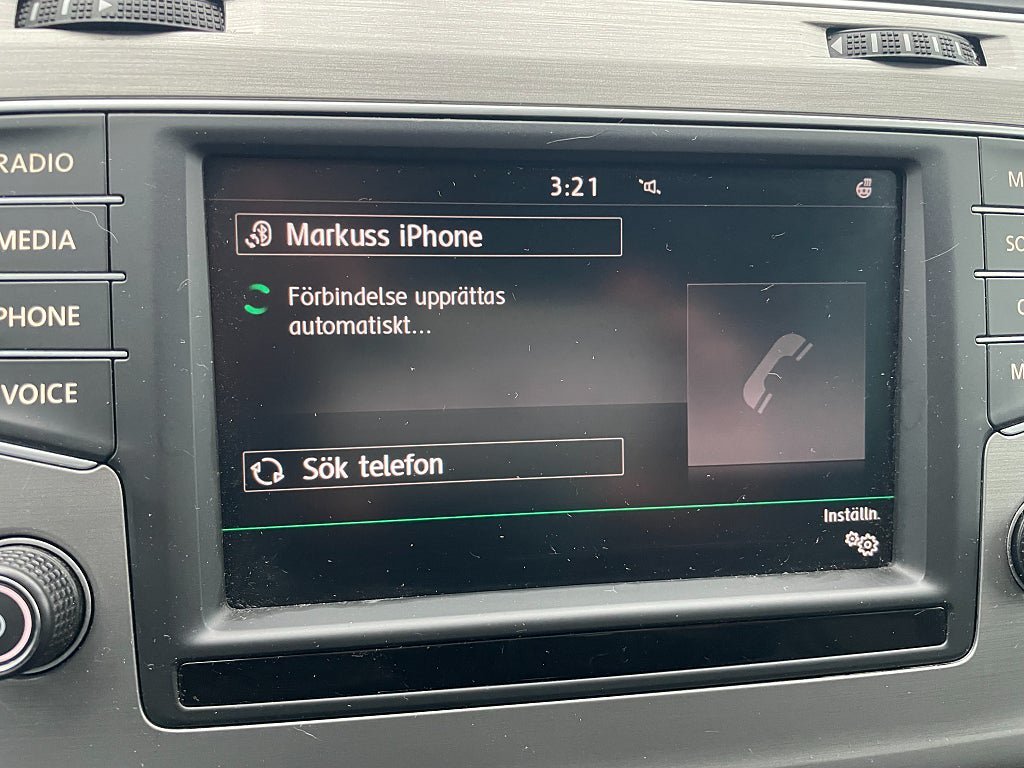 RADIO
MEDIA
PHONE
VOICE
3:21
Markuss iPhone
Förbindelse upprättas
automatiskt...
Sök telefon
Inställn.